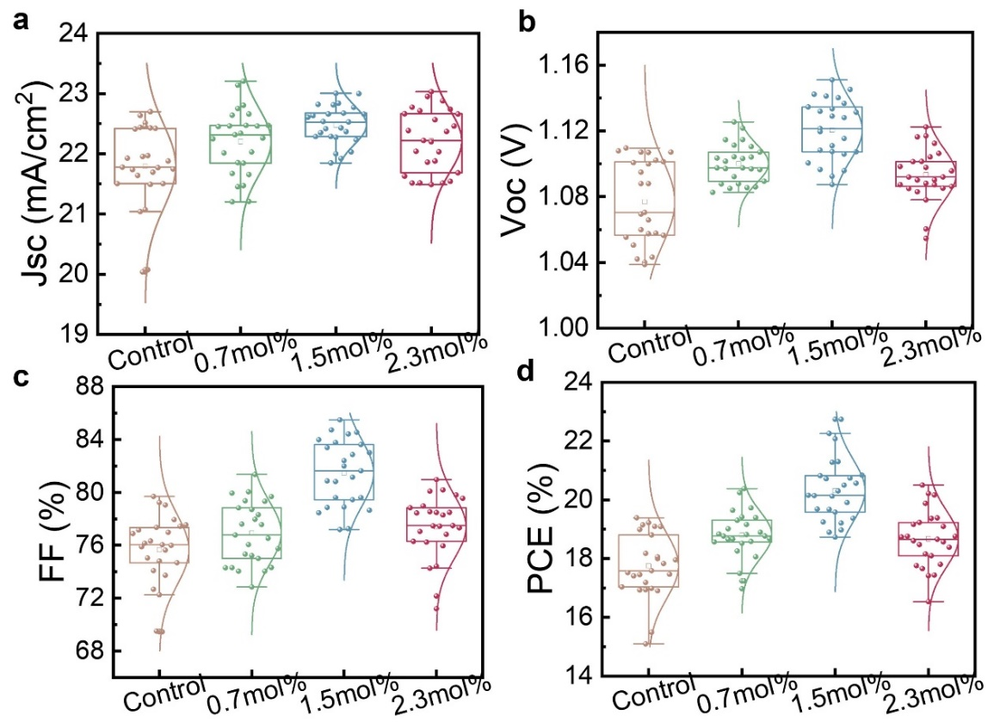 a
Jsc (mA/cm²)
24
23
22
21
20
19
Control
0.7mol%
1.5mol%
2.3mol%
b
Voc (V)
1.16
1.12
1.08
1.04
1.00
Control
0.7mol%
1.5mol%
2.3mol%
c
FF (%)
88
84
80
76
72
68
Control
0.7mol%
1.5mol%
2.3mol%
d
PCE (%)
24
22
20
18
16
14
Control
0.7mol%
1.5mol%
2.3mol%